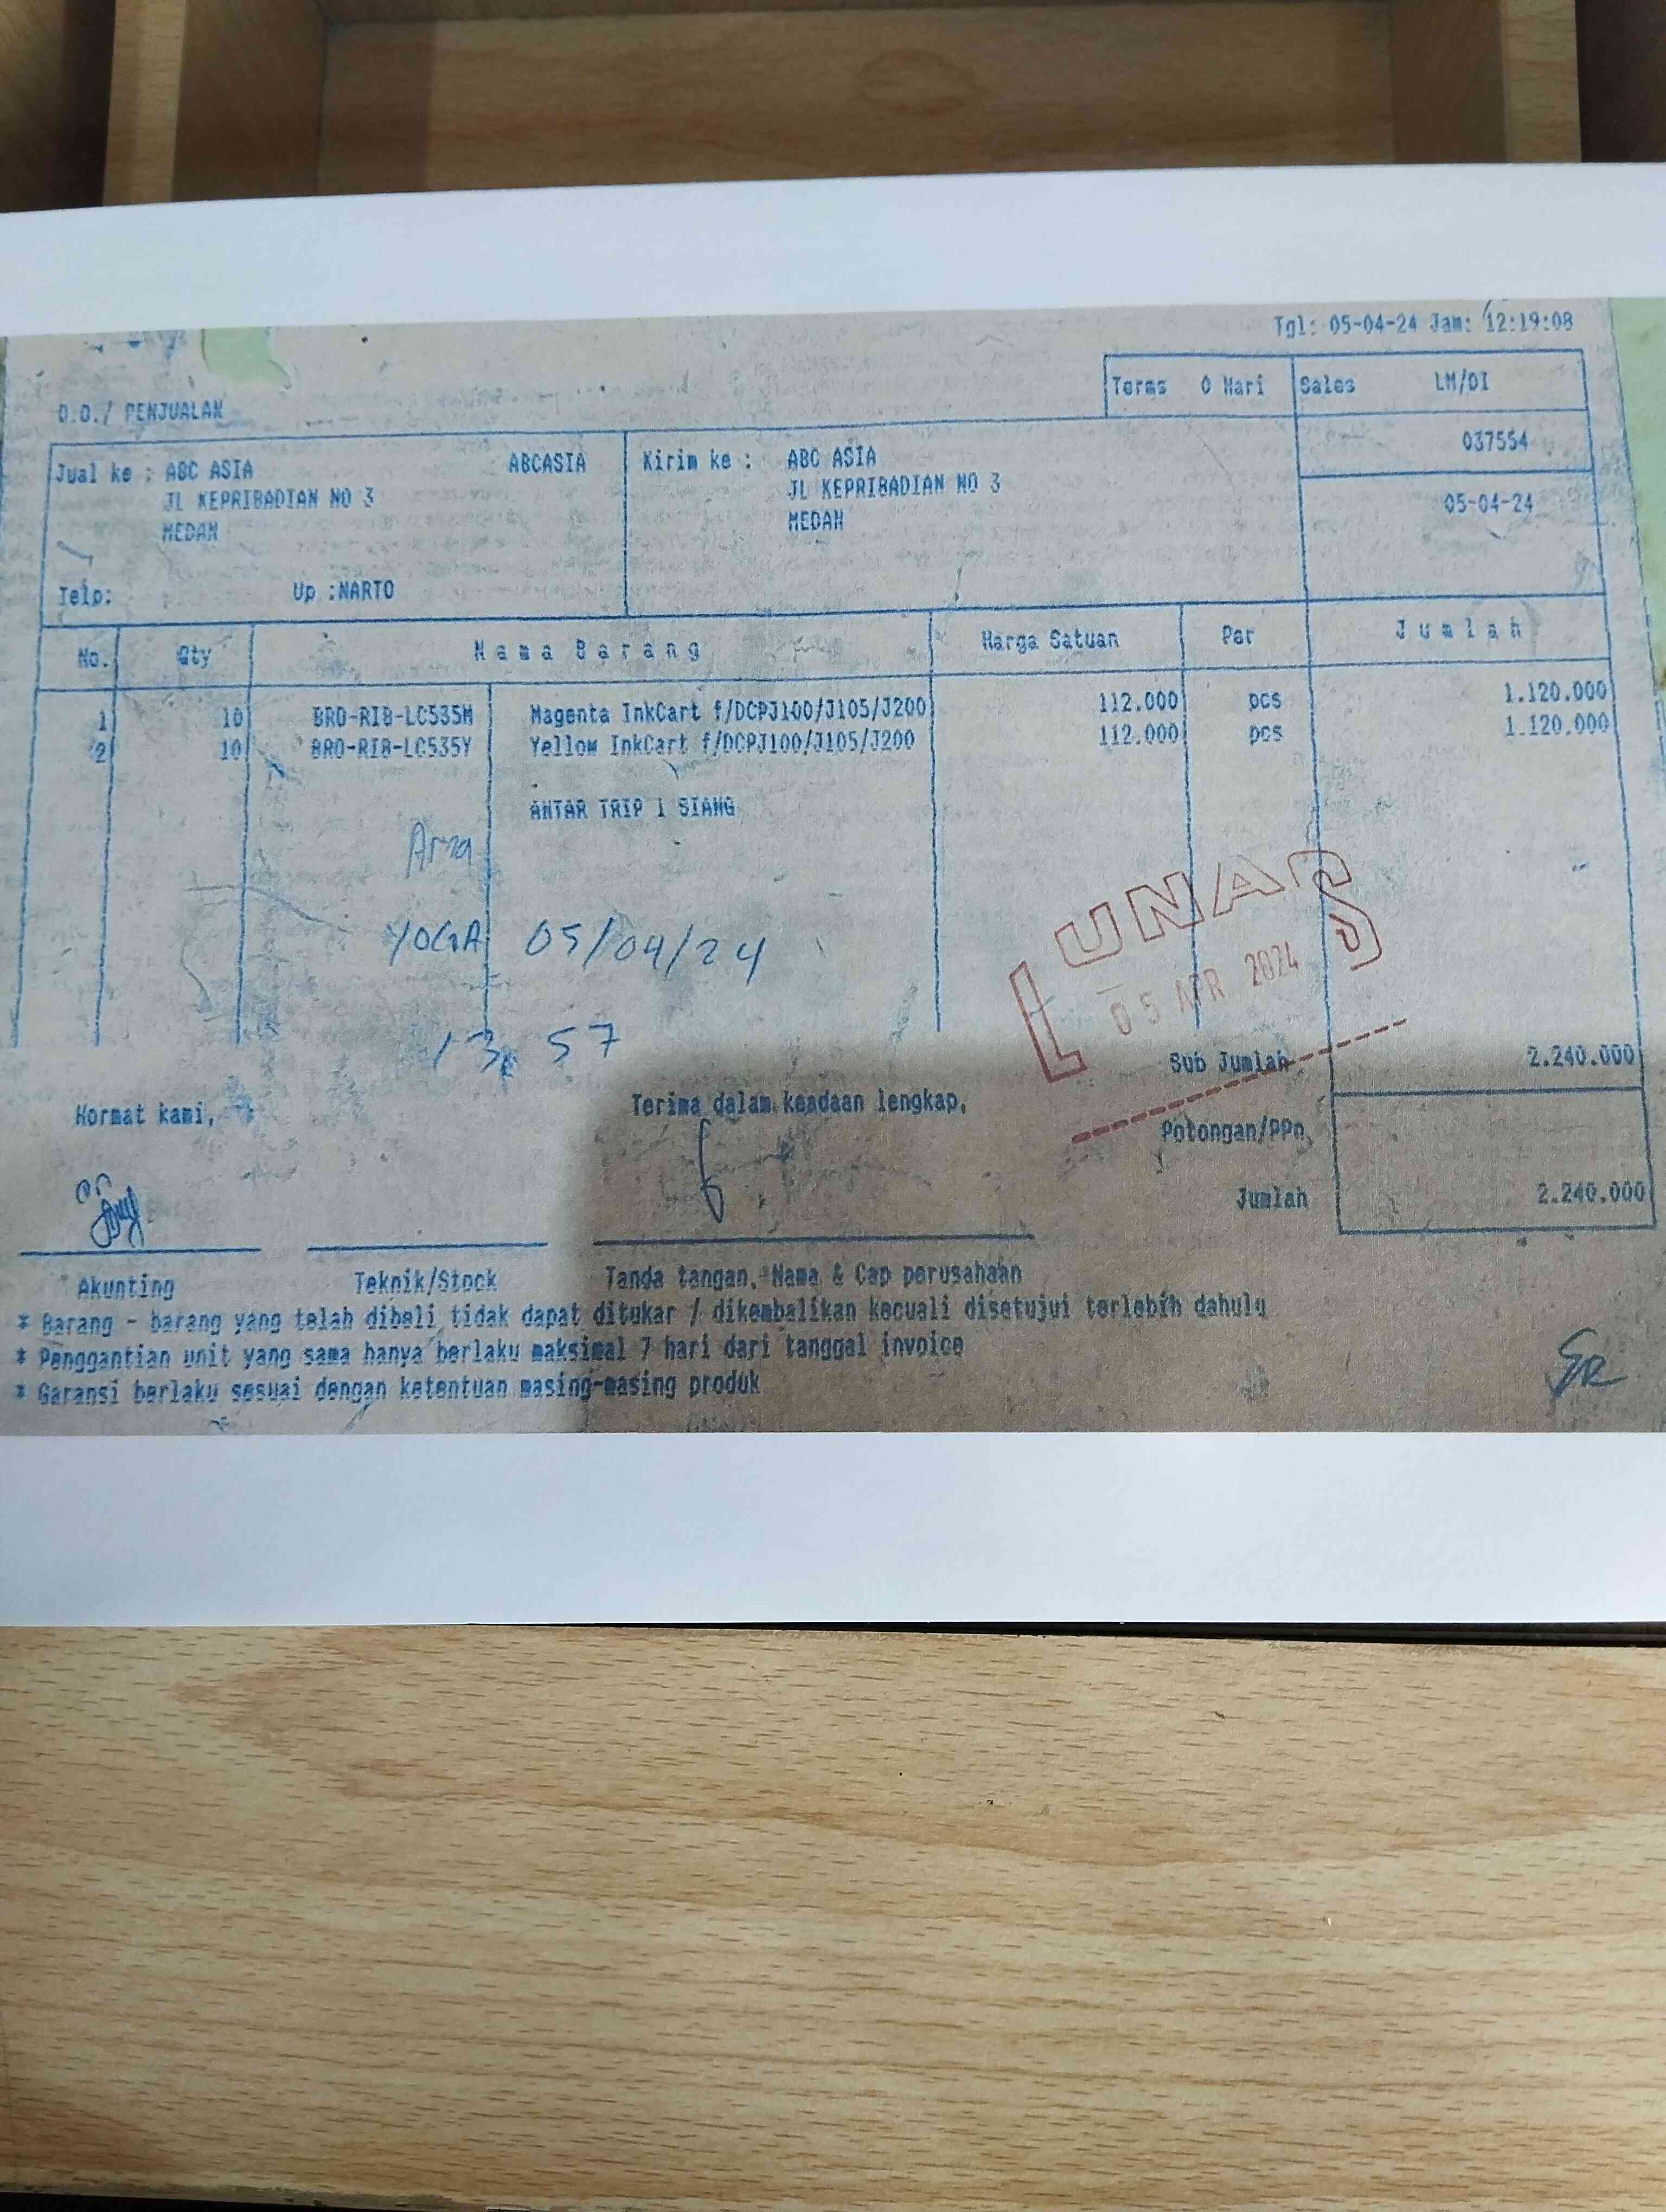 Tgl: 05-04-24 Jam: 12:19:08
Terms 0 Hari Sales LM/DI
D.O./ PENJUALAN
037554
Jual ke : ABC ASIA ABCASIA Kirim ke : ABC ASIA
JL KEPRIBADIAN NO 3 JL KEPRIBADIAN NO 3
MEDAN MEDAN
05-04-24
Telp: Up :NARTO
No. Qty Nama Barang Harga Satuan Per Jumlah
1 10 BRO-RIB-LC535M Magenta InkCart f/DCPJ100/J105/J200 112.000 pcs 1.120.000
2 10 BRO-RIB-LC535Y Yellow InkCart f/DCPJ100/J105/J200 112.000 pcs 1.120.000
ANTAR TRIP 1 SIANG
YOGA 05/04/24
13.57
LUNAS
05 APR 2024
Sub Jumlah 2.240.000
Hormat kami, Terima dalam keadaan lengkap,
Potongan/PPn
Jumlah 2.240.000
Akunting Teknik/Stock Tanda tangan, Nama & Cap perusahaan
* Barang - barang yang telah dibeli tidak dapat ditukar / dikembalikan kecuali disetujui terlebih dahulu
* Penggantian unit yang sama hanya berlaku maksimal 7 hari dari tanggal invoice
* Garansi berlaku sesuai dengan ketentuan masing-masing produk